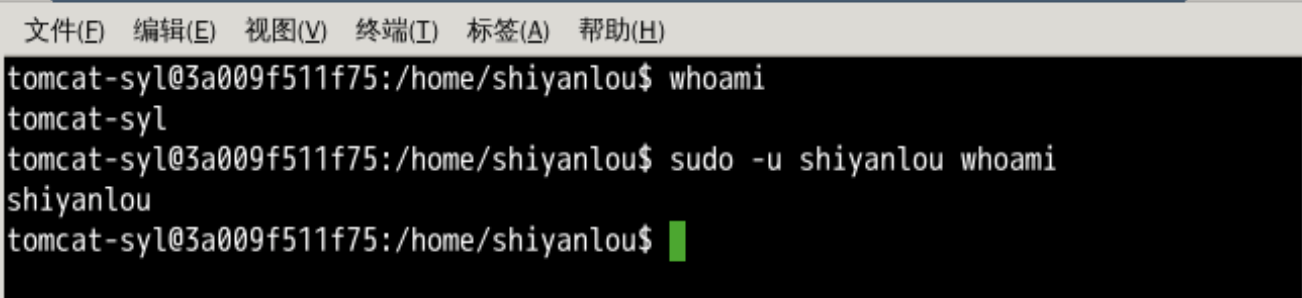 文件(F) 编辑(E) 视图(V) 终端(T) 标签(A) 帮助(H)
tomcat-syl@3a009f511f75:/home/shiyanlou$ whoami
tomcat-syl
tomcat-syl@3a009f511f75:/home/shiyanlou$ sudo -u shiyanlou whoami
shiyanlou
tomcat-syl@3a009f511f75:/home/shiyanlou$